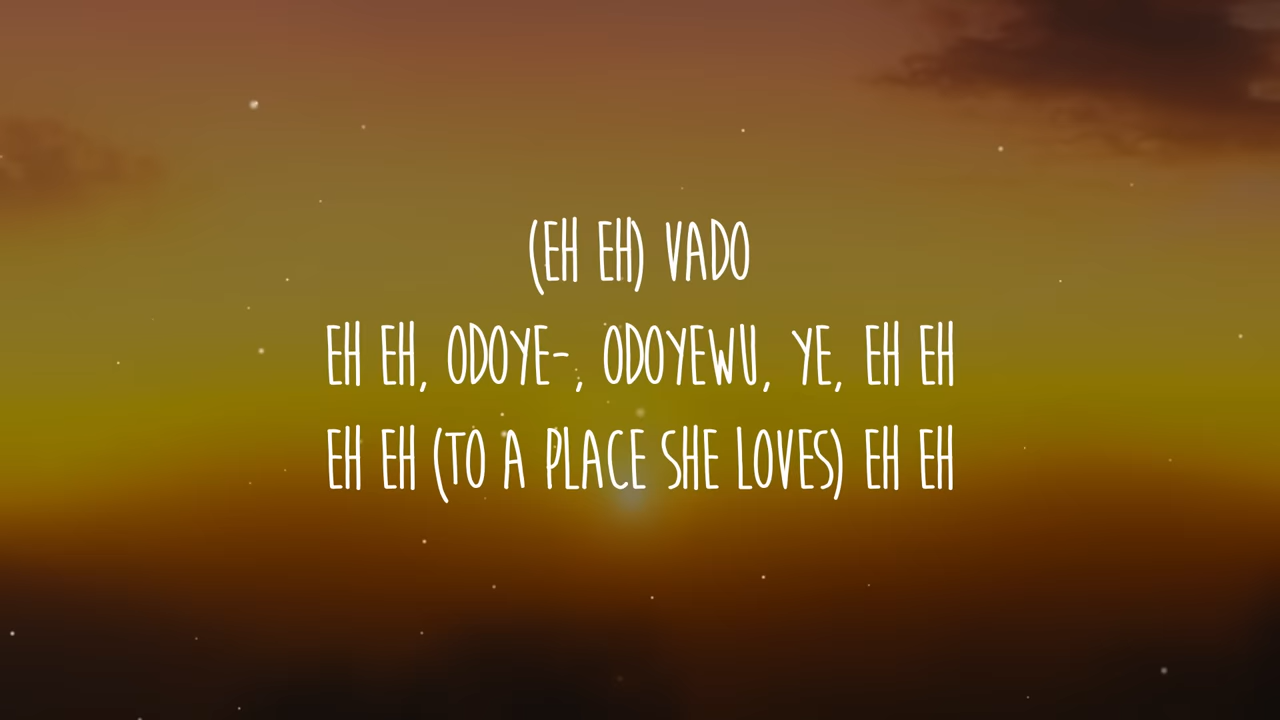 (EH EH) VADO
EH EH, ODOYE-, ODOYEWU, YE, EH EH
EH EH (TO A PLACE SHE LOVES) EH EH